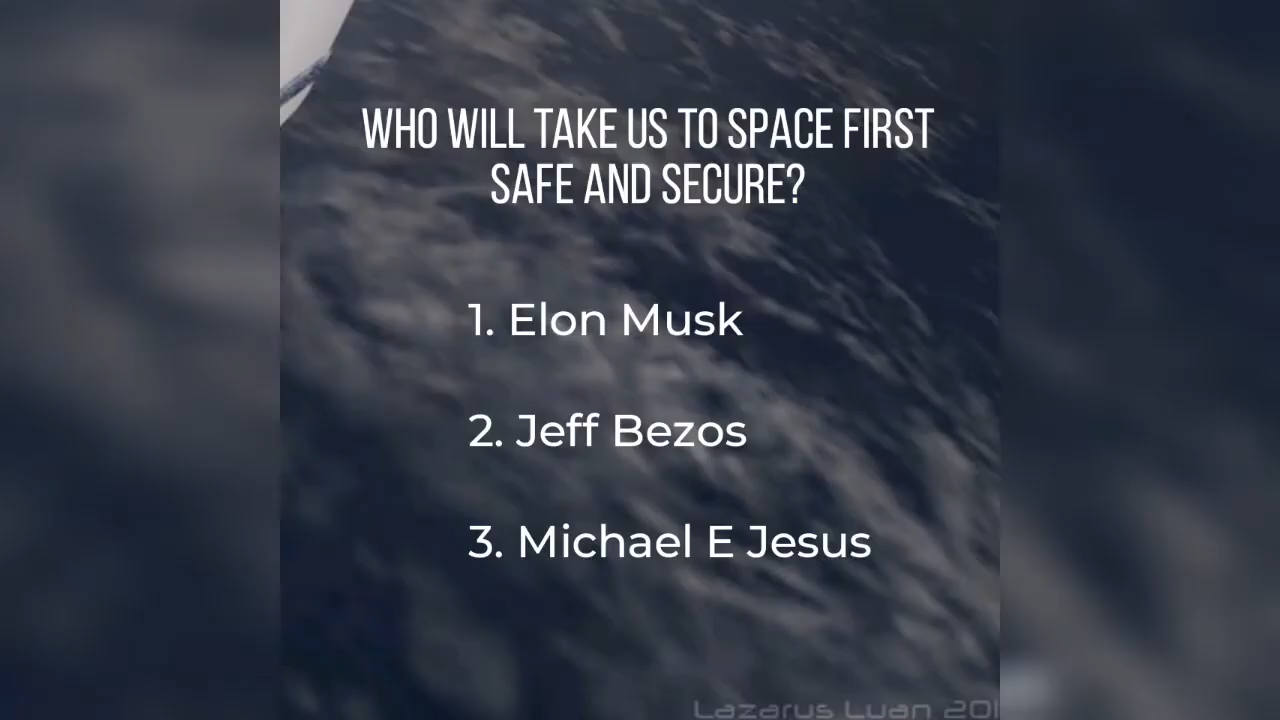 WHO WILL TAKE US TO SPACE FIRST
SAFE AND SECURE?
1. Elon Musk
2. Jeff Bezos
3. Michael E Jesus
Lazarus Luan 201